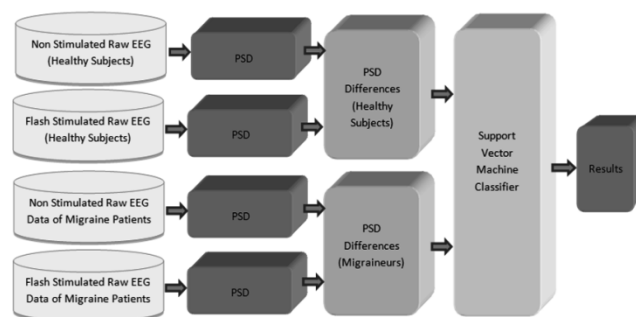 Non Stimulated Raw EEG
(Healthy Subjects)
PSD
Flash Stimulated Raw EEG
(Healthy Subjects)
PSD
PSD
Differences
(Healthy
Subjects)
Non Stimulated Raw EEG
Data of Migraine Patients
PSD
Flash Stimulated Raw EEG
Data of Migraine Patients
PSD
PSD
Differences
(Migraineurs)
Support
Vector
Machine
Classifier
Results